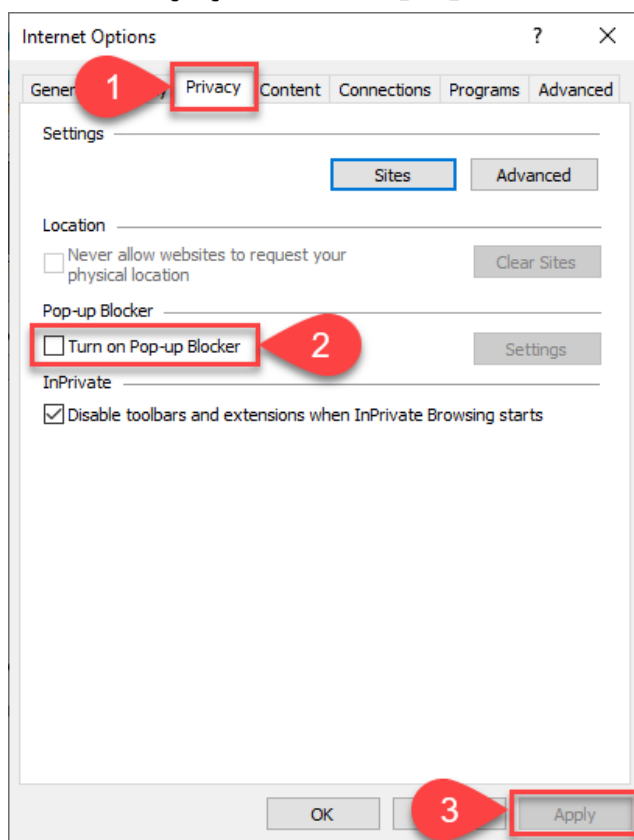 Internet Options ? X
1 Privacy Content Connections Programs Advanced
Settings
Sites Advanced
Location
Never allow websites to request your
physical location
Clear Sites
Pop-up Blocker
Turn on Pop-up Blocker 2 Settings
InPrivate
Disable toolbars and extensions when InPrivate Browsing starts
OK 3 Apply